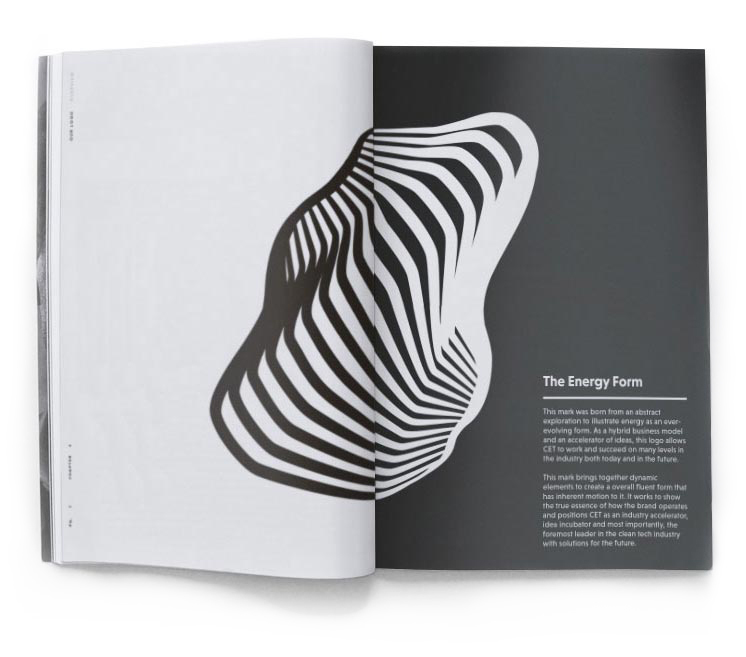 OUR LOGO
CHAPTER
PG.
The Energy Form
This mark was born from an abstract
exploration to illustrate energy as an ever-
evolving form. As a hybrid business model
and an accelerator of ideas, this logo allows
CET to work and succeed on many levels in
the industry both today and in the future.
This mark brings together dynamic
elements to create a overall fluent form that
has inherent motion to it. It works to show
the true essence of how the brand operates
and positions CET as an industry accelerator,
idea incubator and most importantly, the
foremost leader in the clean tech industry
with solutions for the future.